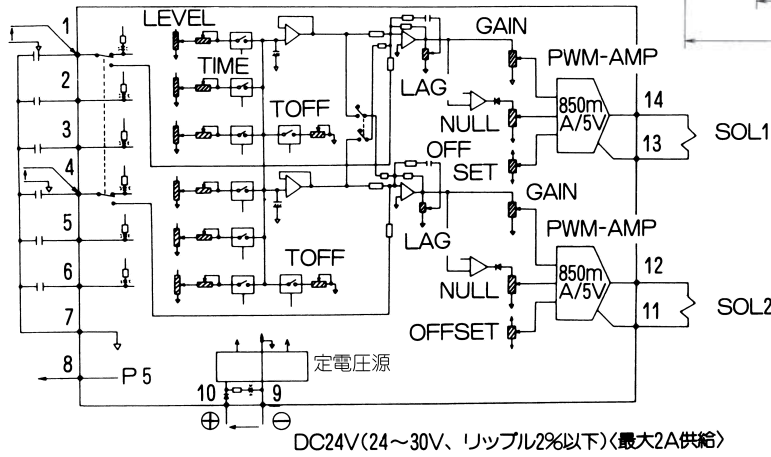 LEVEL
TIME
TOFF
LAG
GAIN
PWM-AMP
850m
A/5V
NULL
OFF
SET
14
13
SOL1
1
2
3
4
5
6
7
8
P5
TOFF
LAG
GAIN
PWM-AMP
850m
A/5V
NULL
OFFSET
12
11
SOL2
定電圧源
10
9
⊕
⊖
DC24V(24～30V、リップル2%以下)〈最大2A供給〉